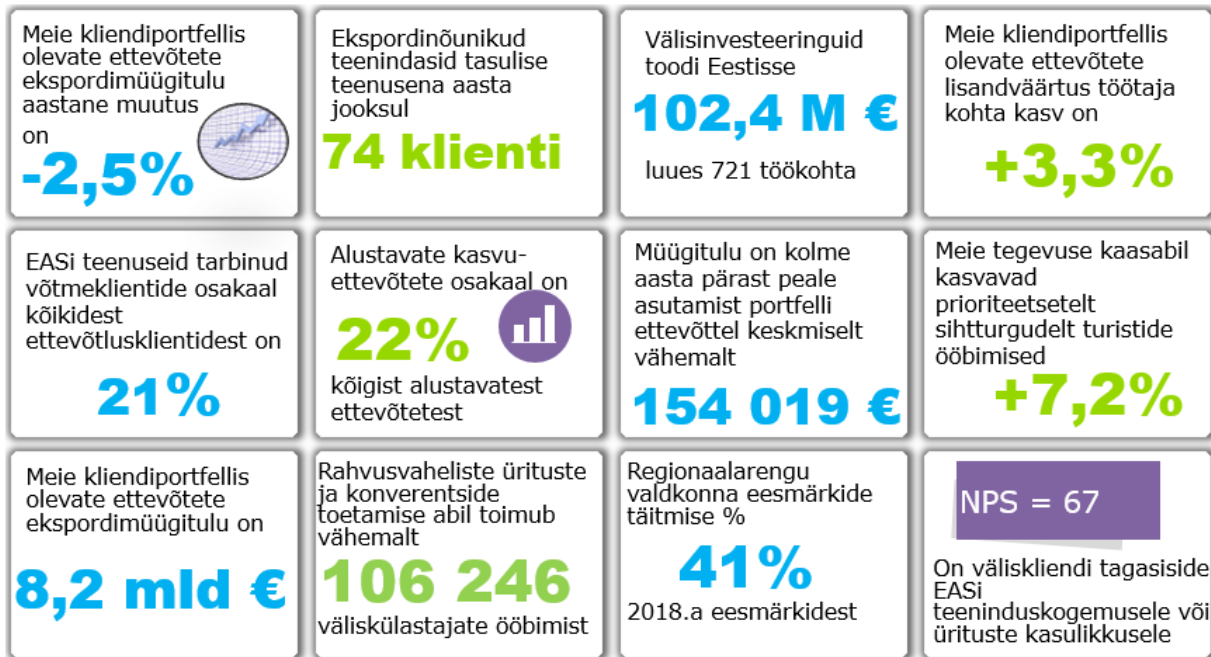 Meie kliendiportfellis
olevate ettevõtete
ekspordimüügitulu
aastane muutus
on
-2,5%
Ekspordinõunikud
teenindasid tasulise
teenusena aasta
jooksul
74 klienti
Välisinvesteeringuid
toodi Eestisse
102,4 M €
luues 721 töökohta
Meie kliendiportfellis
olevate ettevõtete
lisandväärtus töötaja
kohta kasv on
+3,3%
EASi teenuseid tarbinud
võtmeklientide osakaal
kõikidest
ettevõtlusklientidest on
21%
Alustavate kasvu-
ettevõtete osakaal on
22%
kõigist alustavatest
ettevõtetest
Müügitulu on kolme
aasta pärast peale
asutamist portfelli
ettevõttel keskmiselt
vähemalt
154 019 €
Meie tegevuse kaasabil
kasvavad
prioriteetsetelt
sihtturgudelt turistide
ööbimised
+7,2%
Meie kliendiportfellis
olevate ettevõtete
ekspordimüügitulu on
8,2 mld €
Rahvusvaheliste ürituste
ja konverentside
toetamise abil toimub
vähemalt
106 246
väliskülastajate ööbimist
Regionaalarengu
valdkonna eesmärkide
täitmise %
41%
2018.a eesmärkidest
NPS = 67
On väliskliendi tagasiside
EASi
teeninduskogemusele või
ürituste kasulikkusele